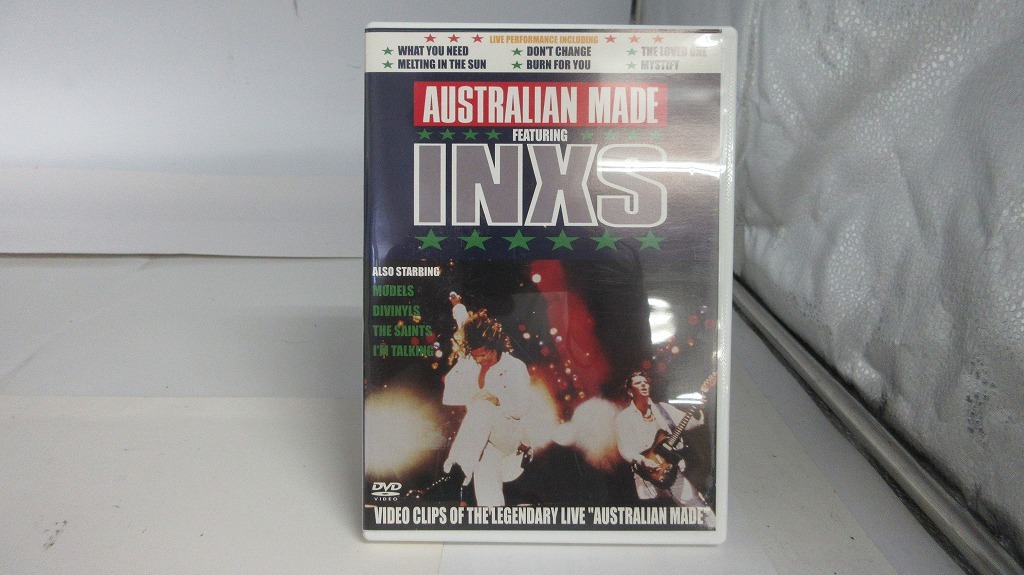 LIVE PERFORMANCE INCLUDING
WHAT YOU NEED DON'T CHANGE THE LOVED ONE
MELTING IN THE SUN BURN FOR YOU MYSTIFY
AUSTRALIAN MADE
FEATURING
INXS
ALSO STARRING
MODELS
DIVINYLS
THE SAINTS
I'M TALKING
DVD
VIDEO
VIDEO CLIPS OF THE LEGENDARY LIVE "AUSTRALIAN MADE"